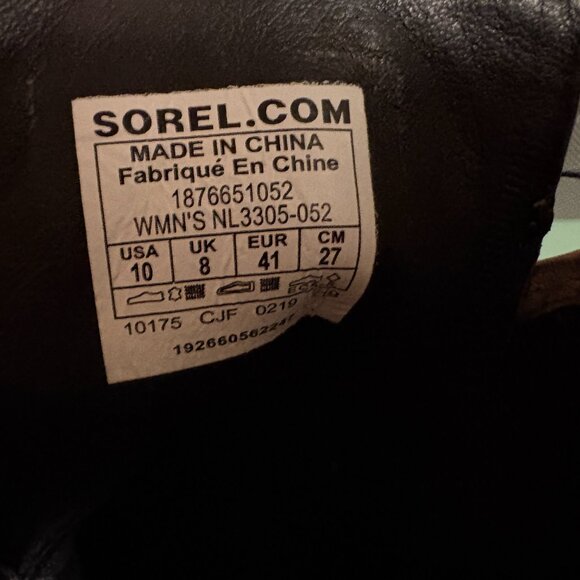 SOREL.COM
MADE IN CHINA
Fabriqué En Chine
1876651052
WMN'S NL3305-052
USA UK EUR CM
10 8 41 27
10175 CJF 0219